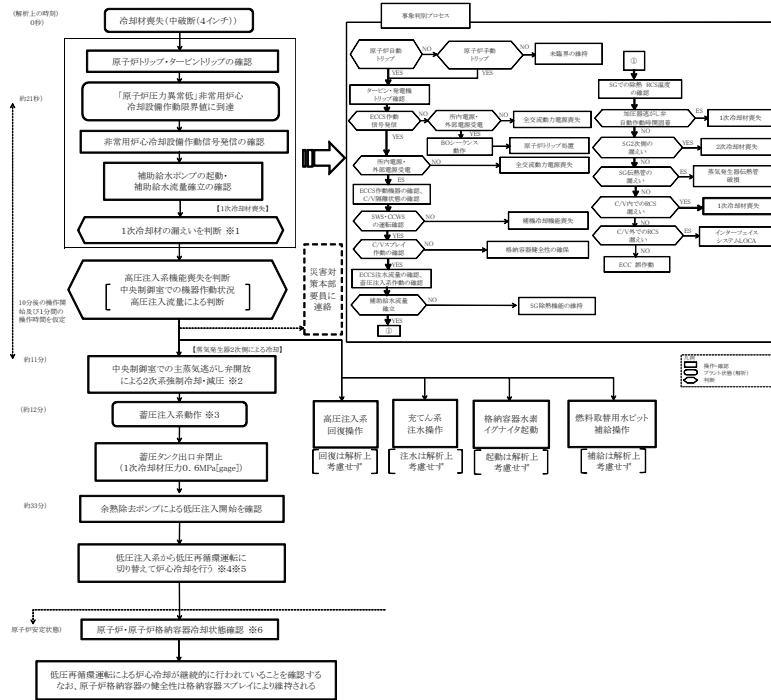 (解析上の時刻)
0秒)
冷却材喪失(中破断(4インチ))
原子炉トリップ・タービントリップの確認
約21秒)
「原子炉圧力異常低」非常用炉心
冷却設備作動限界値に到達
非常用炉心冷却設備作動信号発信の確認
補助給水ポンプの起動・
補助給水流量確立の確認
【1次冷却材喪失】
1次冷却材の漏えいを判断 ※1
高圧注入系機能喪失を判断
中央制御室での機器作動状況
高圧注入流量による判断
災害対
策本部
要員に
連絡
10分後の操作開
始及び1分間の
操作時間を仮定
【蒸気発生器2次側による冷却】
約11分)
中央制御室での主蒸気逃がし弁開放
による2次系強制冷却・減圧 ※2
(約12分)
蓄圧注入系動作 ※3
蓄圧タンク出口弁閉止
(1次冷却材圧力0.6MPa[gage])
約33分)
余熱除去ポンプによる低圧注入開始を確認
低圧注入系から低圧再循環運転に
切り替えて炉心冷却を行う ※4※5
原子炉安定状態)
原子炉・原子炉格納容器冷却状態確認 ※6
低圧再循環運転による炉心冷却が継続的に行われていることを確認する
なお、原子炉格納容器の健全性は格納容器スプレイにより維持される
高圧注入系
回復操作
回復は解析上
考慮せず
充てん系
注水操作
注水は解析上
考慮せず
格納容器水素
イグナイタ起動
起動は解析上
考慮せず
燃料取替用水ピット
補給操作
補給は解析上
考慮せず
事象判別プロセス
原子炉自動
トリップ
NO
原子炉手動
トリップ
NO
未臨界の維持
YES
YES
タービン・発電機
トリップ確認
ECCS作動
信号発信
NO
所内電源・
外部電源受電
NO
全交流動力電源喪失
YES
YES
BOシーケンス
動作
原子炉トリップ処置
所内電源・
外部電源受電
NO
全交流動力電源喪失
YES
ECCS作動機器の確認、
C/V隔離状態の確認
SWS・CCWS
の運転確認
NO
補機冷却機能喪失
YES
C/Vスプレイ
作動の確認
NO
格納容器健全性の確保
YES
ECCS注水流量の確認、
蓄圧注入系作動の確認
補助給水流量
確立
NO
SG除熱機能の維持
YES
①
①
SGでの除熱 RCS温度
の確認
加圧器逃がし弁
自動作動時間固着
ES
1次冷却材喪失
NO
SG2次側の
漏えい
YES
2次冷却材喪失
NO
SG伝熱管の
漏えい
ES
蒸気発生器伝熱管
破損
NO
C/V内でのRCS
漏えい
YES
1次冷却材喪失
NO
C/V外でのRCS
漏えい
ES
インターフェイス
システムLOCA
NO
ECC 誤作動
凡例
操作・確認
プラント状態(解析)
判断